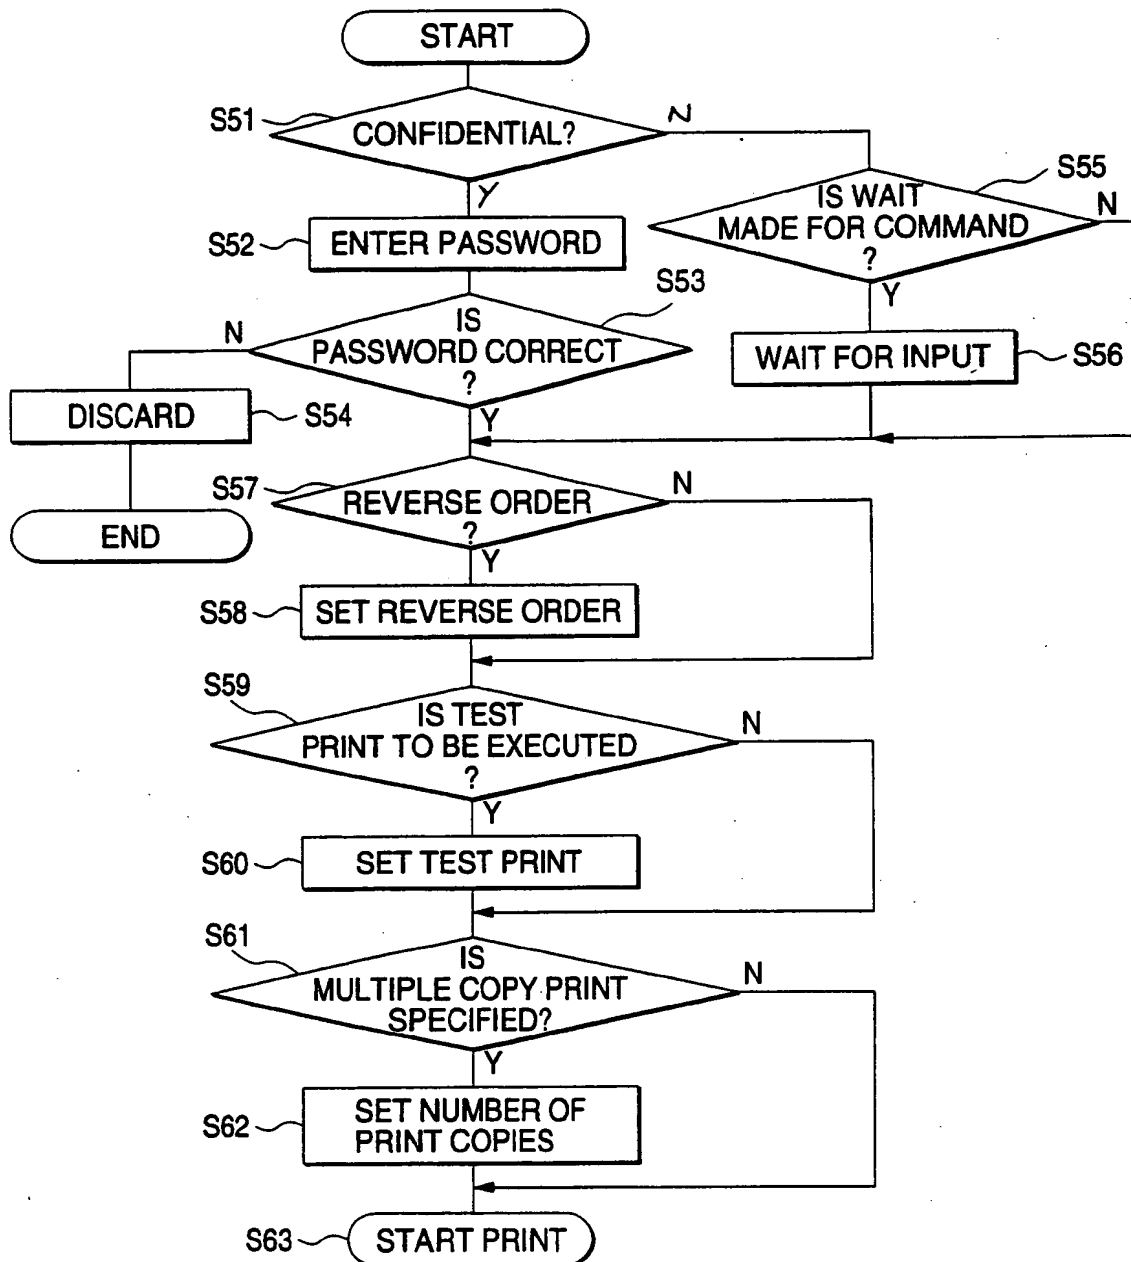 START
S51
CONFIDENTIAL?
N
Y
S55
IS WAIT
MADE FOR COMMAND
?
N
Y
S52
ENTER PASSWORD
S53
IS
PASSWORD CORRECT
?
N
Y
WAIT FOR INPUT
S56
DISCARD
S54
END
S57
REVERSE ORDER
?
N
Y
S58
SET REVERSE ORDER
S59
IS TEST
PRINT TO BE EXECUTED
?
N
Y
S60
SET TEST PRINT
S61
IS
MULTIPLE COPY PRINT
SPECIFIED?
N
Y
S62
SET NUMBER OF
PRINT COPIES
S63
START PRINT